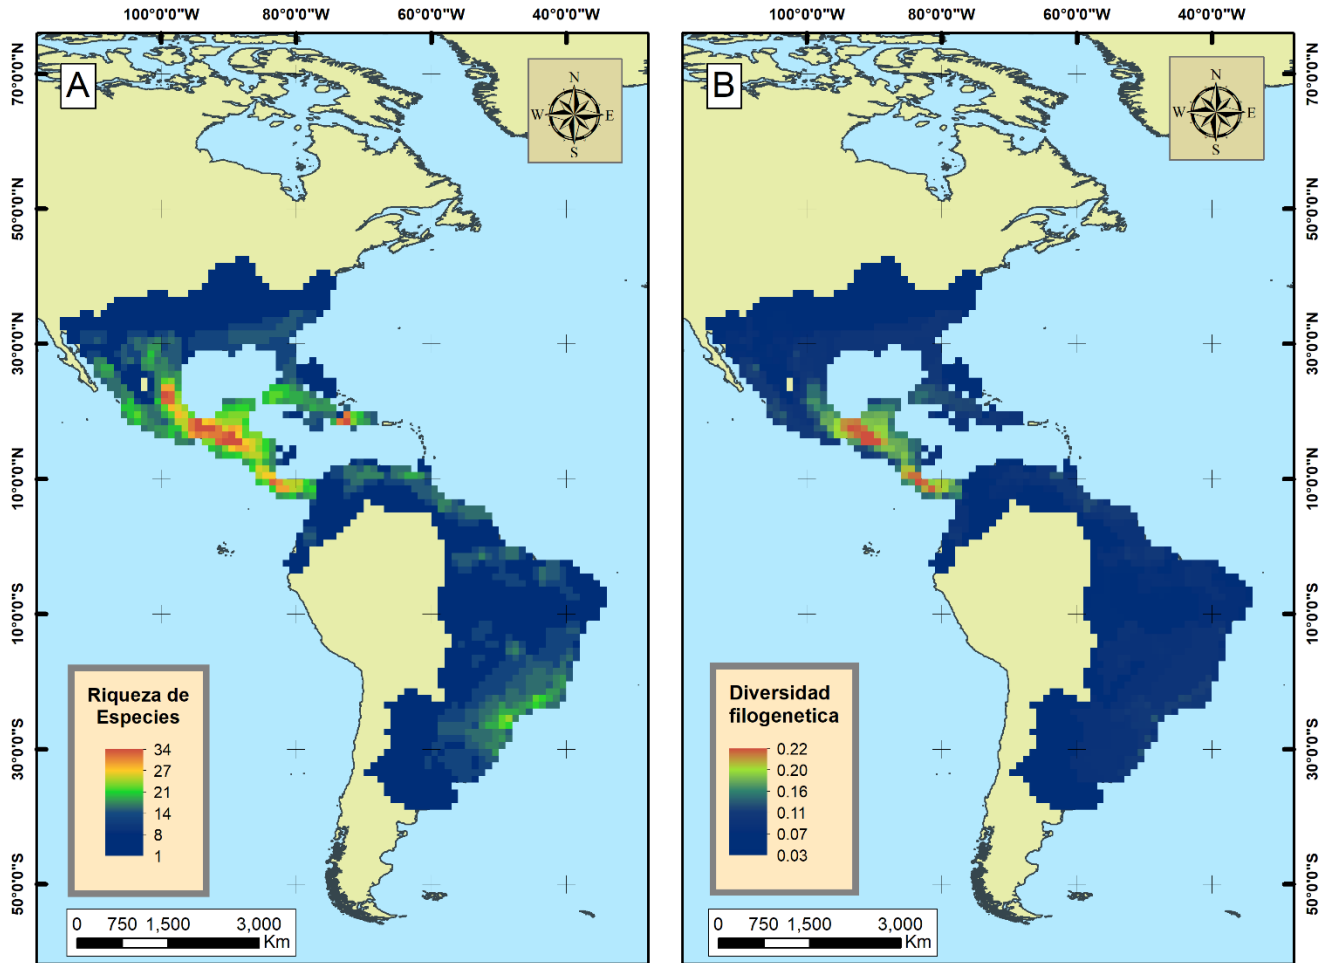 100°0'0"W 80°0'0"W 60°0'0"W 40°0'0"W
70°0'0"N
50°0'0"N
30°0'0"N
10°0'0"N
10°0'0"S
30°0'0"S
50°0'0"S
A
N
W E
S
Riqueza de
Especies
34
27
21
14
8
1
0 750 1,500 3,000
Km
100°0'0"W 80°0'0"W 60°0'0"W 40°0'0"W
B
N
W E
S
Diversidad
filogenetica
0.22
0.20
0.16
0.11
0.07
0.03
0 750 1,500 3,000
Km
70°0'0"N
50°0'0"N
30°0'0"N
10°0'0"N
10°0'0"S
30°0'0"S
50°0'0"S